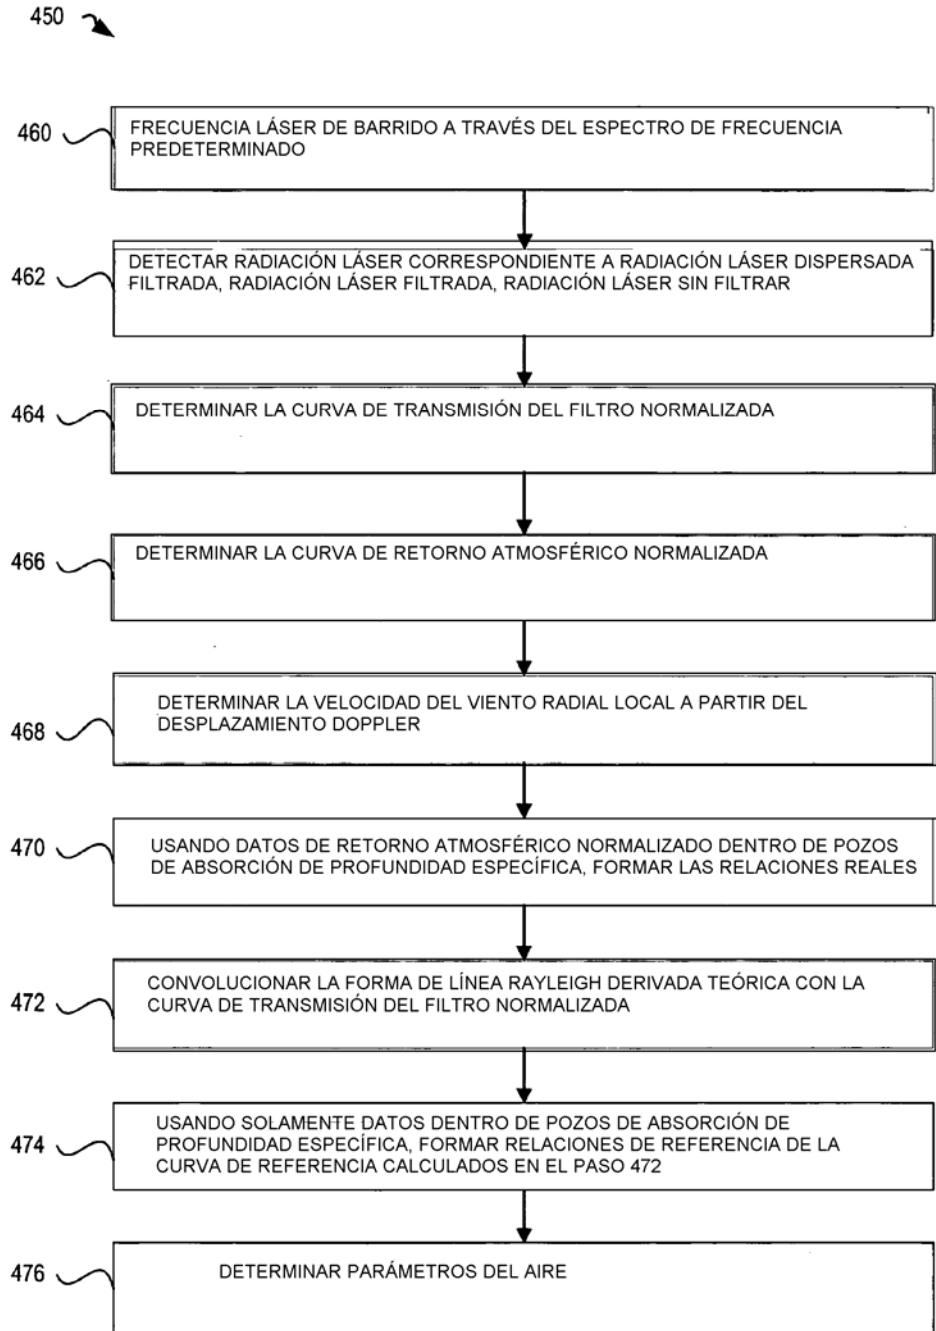 450
460
FRECUENCIA LÁSER DE BARRIDO A TRAVÉS DEL ESPECTRO DE FRECUENCIA
PREDETERMINADO
462
DETECTAR RADIACIÓN LÁSER CORRESPONDIENTE A RADIACIÓN LÁSER DISPERSADA
FILTRADA, RADIACIÓN LÁSER FILTRADA, RADIACIÓN LÁSER SIN FILTRAR
464
DETERMINAR LA CURVA DE TRANSMISIÓN DEL FILTRO NORMALIZADA
466
DETERMINAR LA CURVA DE RETORNO ATMOSFÉRICO NORMALIZADA
468
DETERMINAR LA VELOCIDAD DEL VIENTO RADIAL LOCAL A PARTIR DEL
DESPLAZAMIENTO DOPPLER
470
USANDO DATOS DE RETORNO ATMOSFÉRICO NORMALIZADO DENTRO DE POZOS
DE ABSORCIÓN DE PROFUNDIDAD ESPECÍFICA, FORMAR LAS RELACIONES REALES
472
CONVOLUCIONAR LA FORMA DE LÍNEA RAYLEIGH DERIVADA TEÓRICA CON LA
CURVA DE TRANSMISIÓN DEL FILTRO NORMALIZADA
474
USANDO SOLAMENTE DATOS DENTRO DE POZOS DE ABSORCIÓN DE
PROFUNDIDAD ESPECÍFICA, FORMAR RELACIONES DE REFERENCIA DE LA
CURVA DE REFERENCIA CALCULADOS EN EL PASO 472
476
DETERMINAR PARÁMETROS DEL AIRE